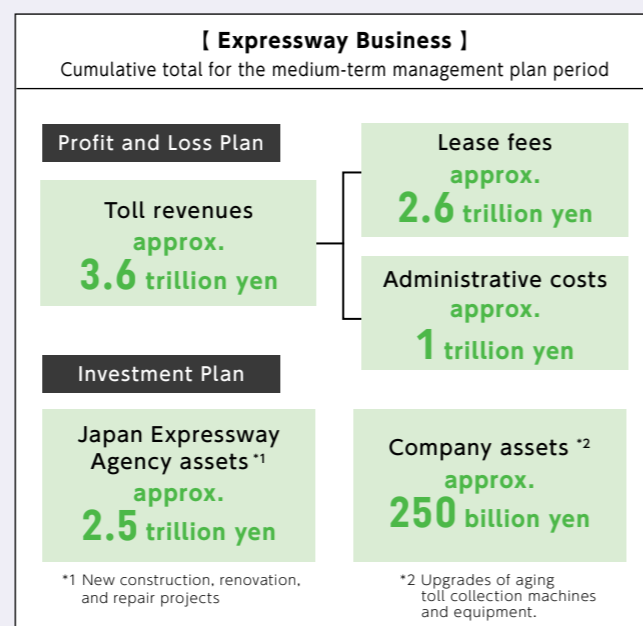 【 Expressway Business 】
Cumulative total for the medium-term management plan period
Profit and Loss Plan
Toll revenues
approx.
3.6 trillion yen
Lease fees
approx.
2.6 trillion yen
Administrative costs
approx.
1 trillion yen
Investment Plan
Japan Expressway
Agency assets *1
approx.
2.5 trillion yen
*1 New construction, renovation,
and repair projects
Company assets *2
approx.
250 billion yen
*2 Upgrades of aging
toll collection machines
and equipment.